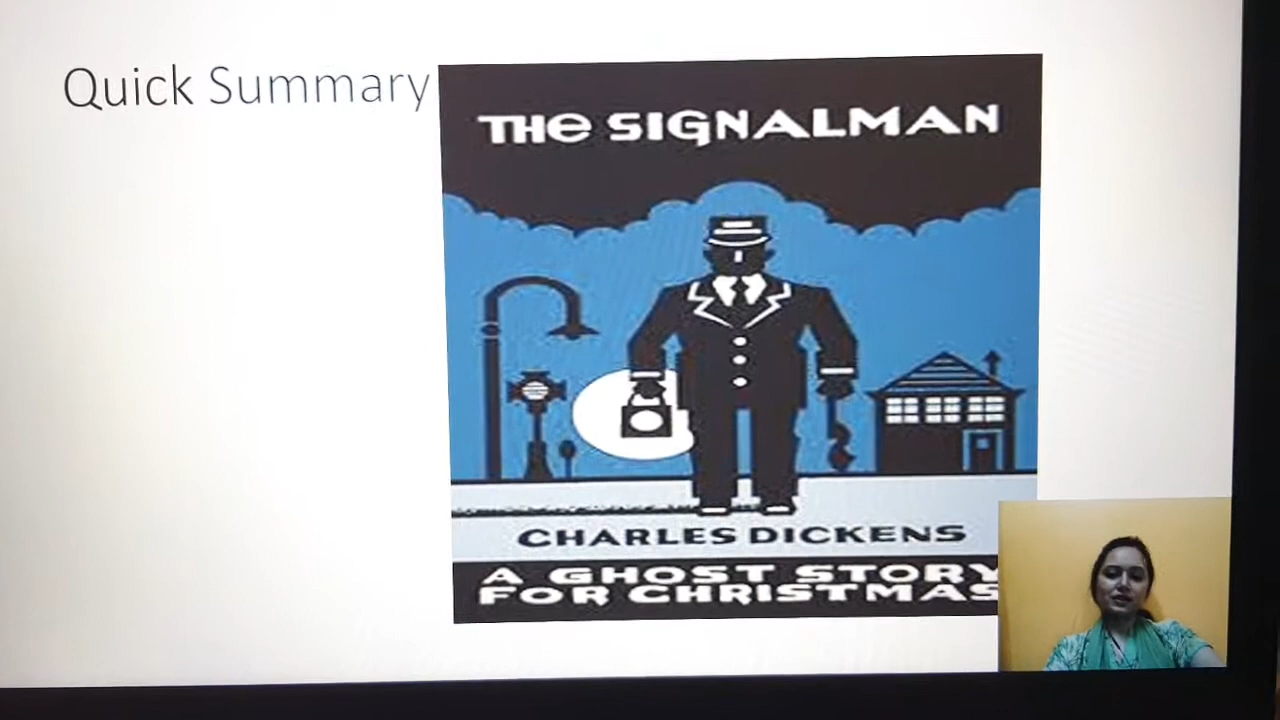 Quick Summary
THE SIGNALMAN
CHARLES DICKENS
A GHOST STORY
FOR CHRISTMAS